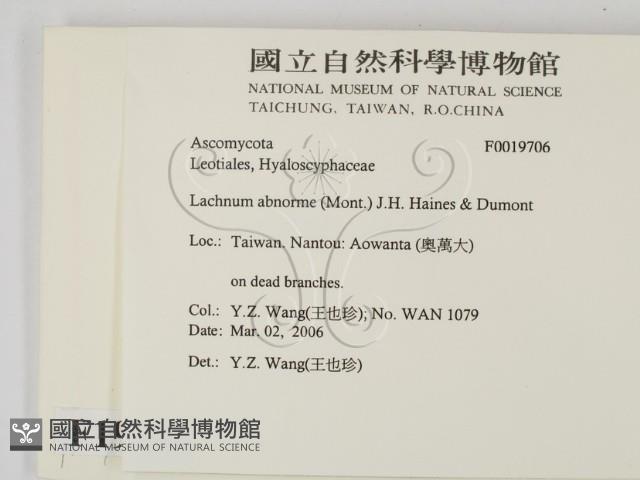 國立自然科學博物館
NATIONAL MUSEUM OF NATURAL SCIENCE
TAICHUNG, TAIWAN, R.O.CHINA
Ascomycota F0019706
Leotiales, Hyaloscyphaceae
Lachnum abnorme (Mont.) J.H. Haines & Dumont
Loc.: Taiwan. Nantou: Aowanta (奧萬大)
on dead branches.
Col.: Y.Z. Wang(王也珍); No. WAN 1079
Date: Mar. 02, 2006
Det.: Y.Z. Wang(王也珍)
國立自然科學博物館
NATIONAL MUSEUM OF NATURAL SCIENCE